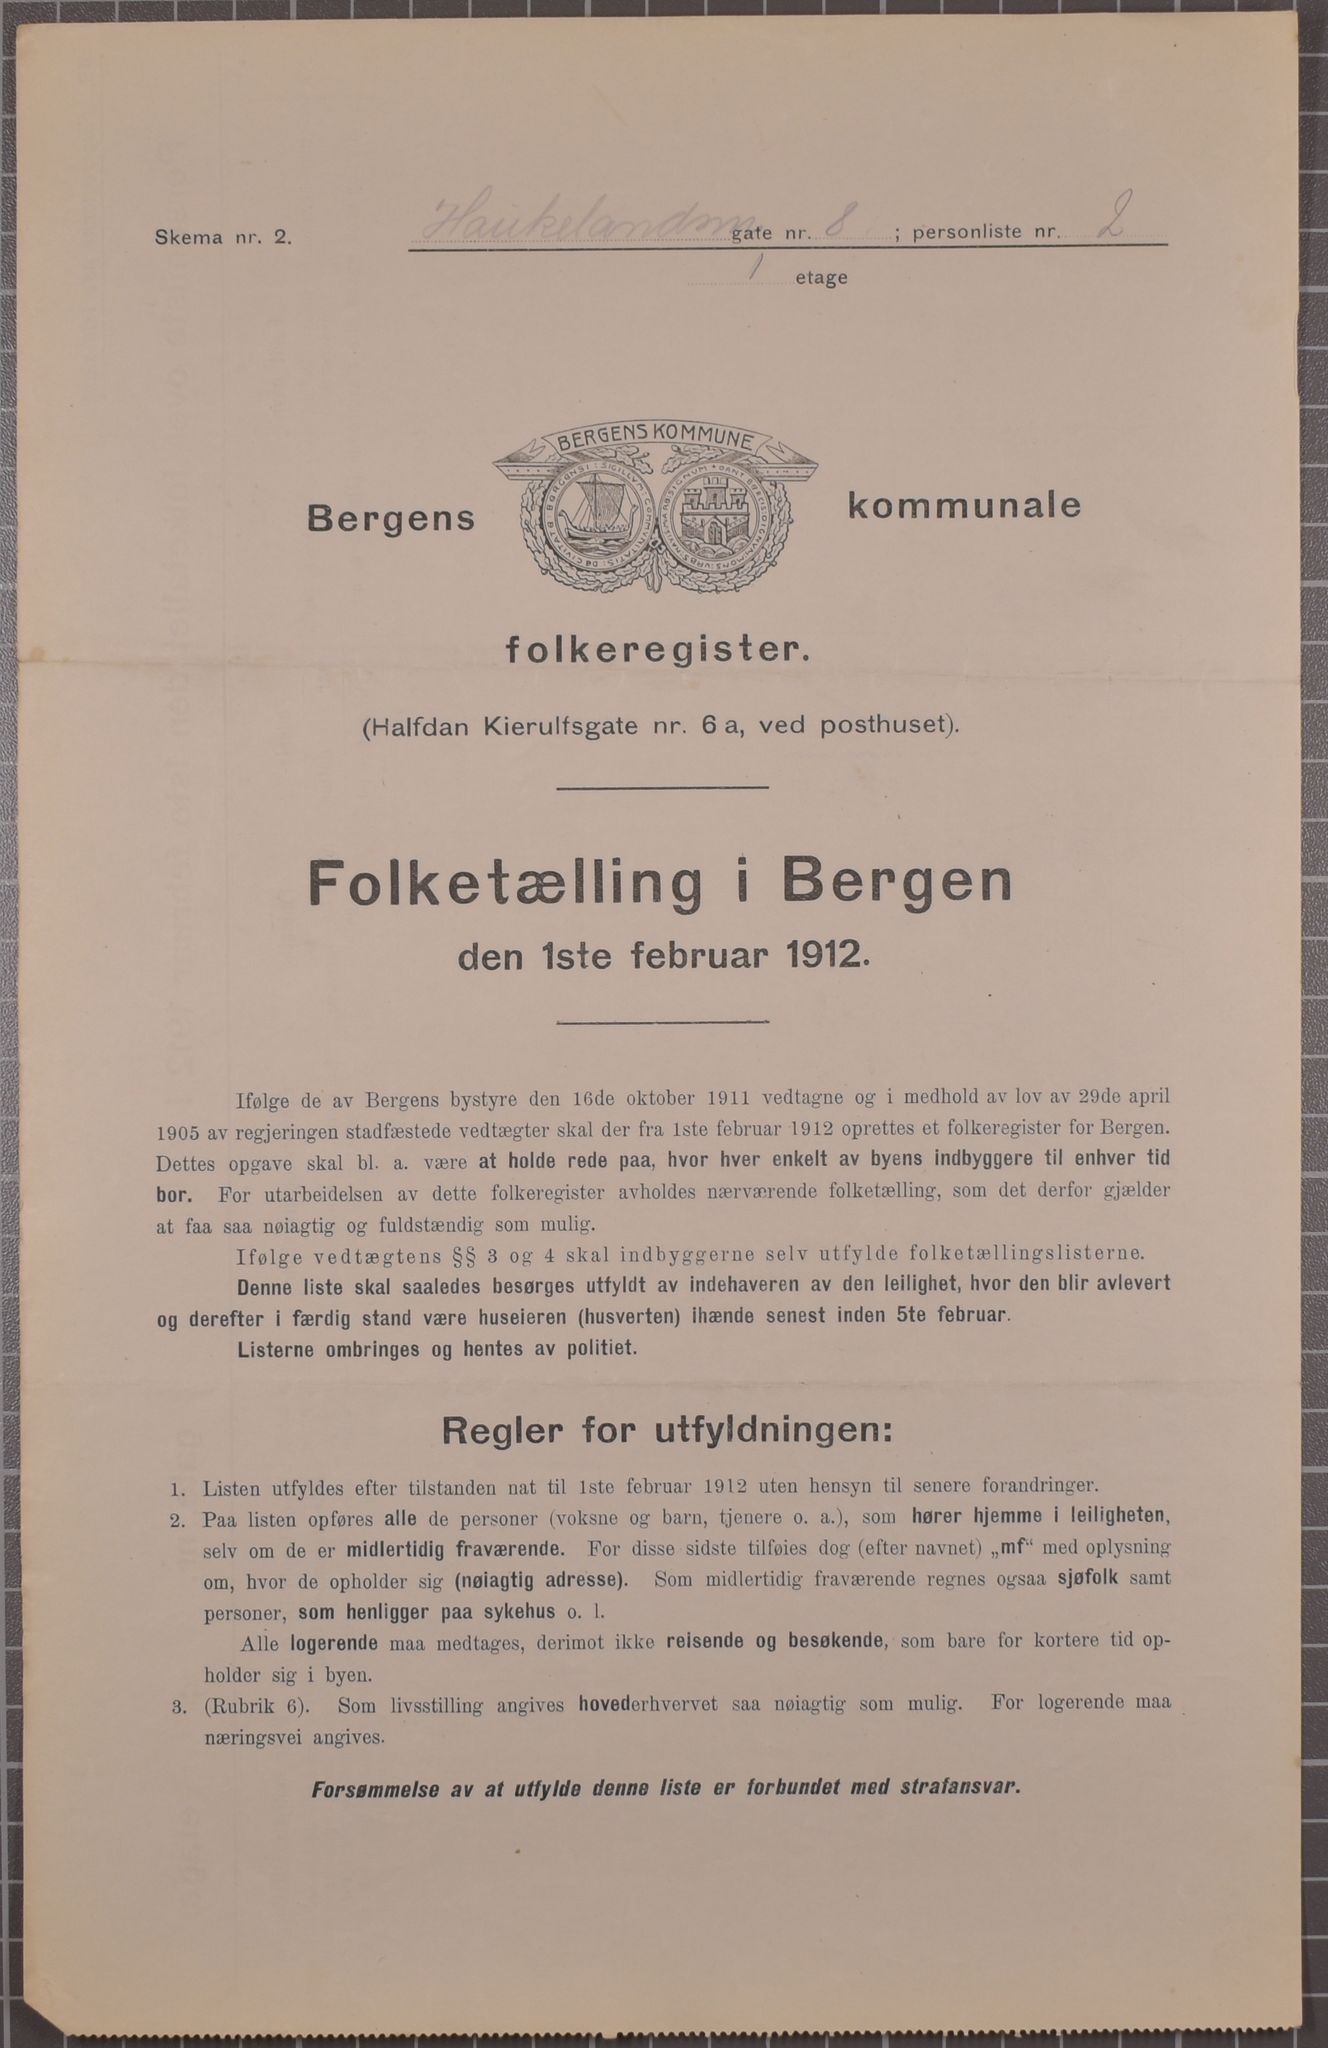 Skema nr. 2. Haukelandsv. gate nr. 8 ; personliste nr. 2
1 etage
BERGENS KOMMUNE
Bergens kommunale
folkeregister.
(Halfdan Kierulfsgate nr. 6 a, ved posthuset).
Folketælling i Bergen
den 1ste februar 1912.
Ifølge de av Bergens bystyre den 16de oktober 1911 vedtagne og i medhold av lov av 29de april
1905 av regjeringen stadfæstede vedtægter skal der fra 1ste februar 1912 oprettes et folkeregister for Bergen.
Dettes opgave skal bl. a. være at holde rede paa, hvor hver enkelt av byens indbyggere til enhver tid
bor. For utarbeidelsen av dette folkeregister avholdes nærværende folketælling, som det derfor gjælder
at faa saa nøiagtig og fuldstændig som mulig.
Ifølge vedtægtens §§ 3 og 4 skal indbyggerne selv utfylde folketællingslisterne.
Denne liste skal saaledes besørges utfyldt av indehaveren av den leilighet, hvor den blir avlevert
og derefter i færdig stand være huseieren (husverten) ihænde senest inden 5te februar.
Listerne ombringes og hentes av politiet.
Regler for utfyldningen:
1. Listen utfyldes efter tilstanden nat til 1ste februar 1912 uten hensyn til senere forandringer.
2. Paa listen opføres alle de personer (voksne og barn, tjenere o. a.), som hører hjemme i leiligheten,
selv om de er midlertidig fraværende. For disse sidste tilføies dog (efter navnet) „mf“ med oplysning
om, hvor de opholder sig (nøiagtig adresse). Som midlertidig fraværende regnes ogsaa sjøfolk samt
personer, som henligger paa sykehus o. l.
Alle logerende maa medtages, derimot ikke reisende og besøkende, som bare for kortere tid op-
holder sig i byen.
3. (Rubrik 6). Som livsstilling angives hovederhvervet saa nøiagtig som mulig. For logerende maa
næringsvei angives.
Forsømmelse av at utfylde denne liste er forbundet med strafansvar.